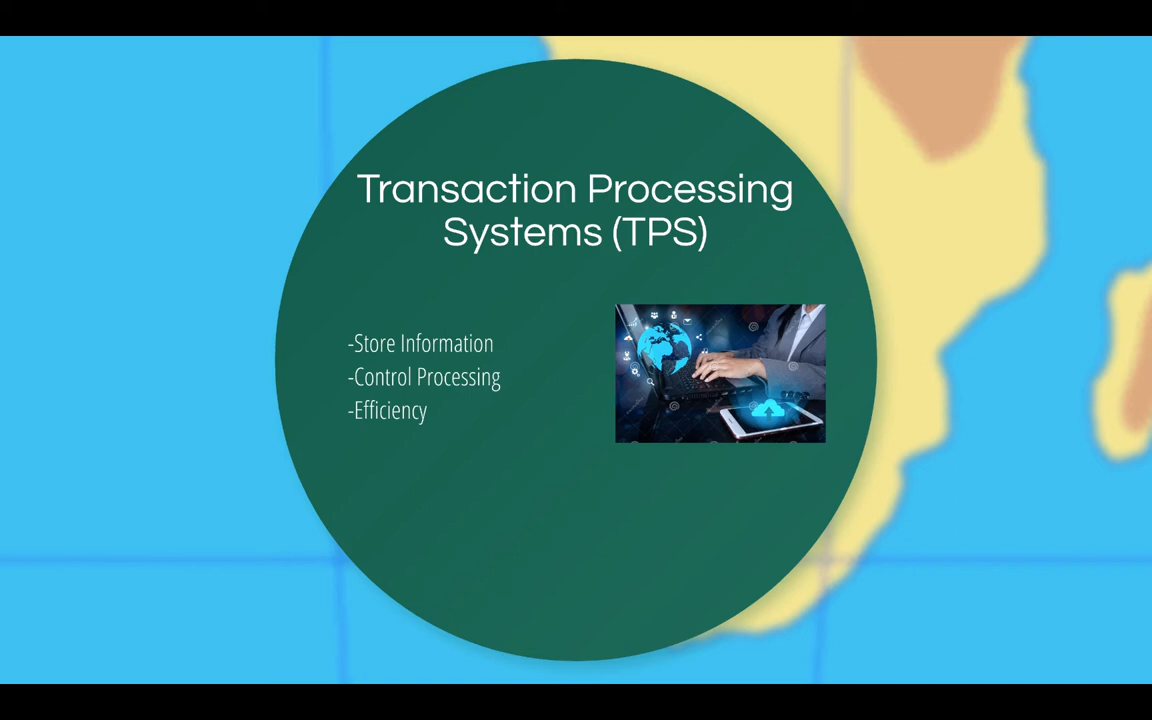 Transaction Processing
Systems (TPS)
-Store Information
-Control Processing
-Efficiency